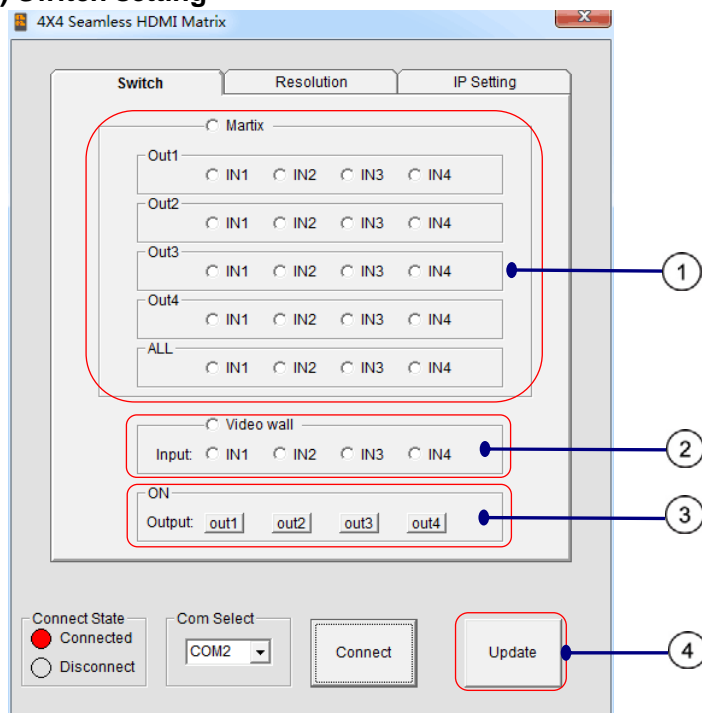 ) Switch setting
4X4 Seamless HDMI Matrix
Switch Resolution IP Setting
Martix
Out1
IN1 IN2 IN3 IN4
Out2
IN1 IN2 IN3 IN4
Out3
IN1 IN2 IN3 IN4
1
Out4
IN1 IN2 IN3 IN4
ALL
IN1 IN2 IN3 IN4
Video wall
Input: IN1 IN2 IN3 IN4
2
ON
Output: out1 out2 out3 out4
3
Connect State
Connected
Disconnect
Com Select
COM2
Connect
Update
4